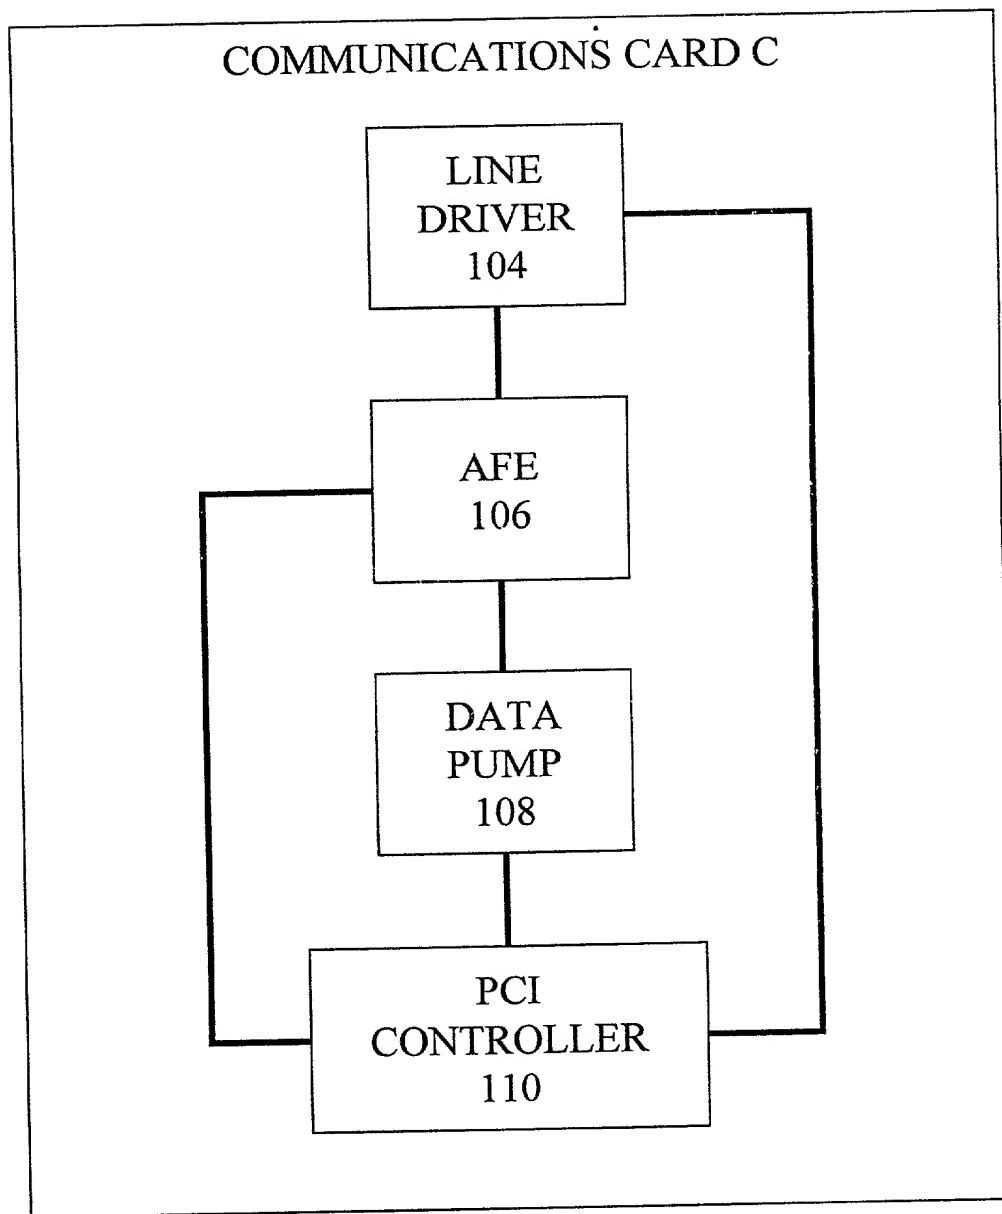 COMMUNICATIONS CARD C
LINE
DRIVER
104
AFE
106
DATA
PUMP
108
PCI
CONTROLLER
110